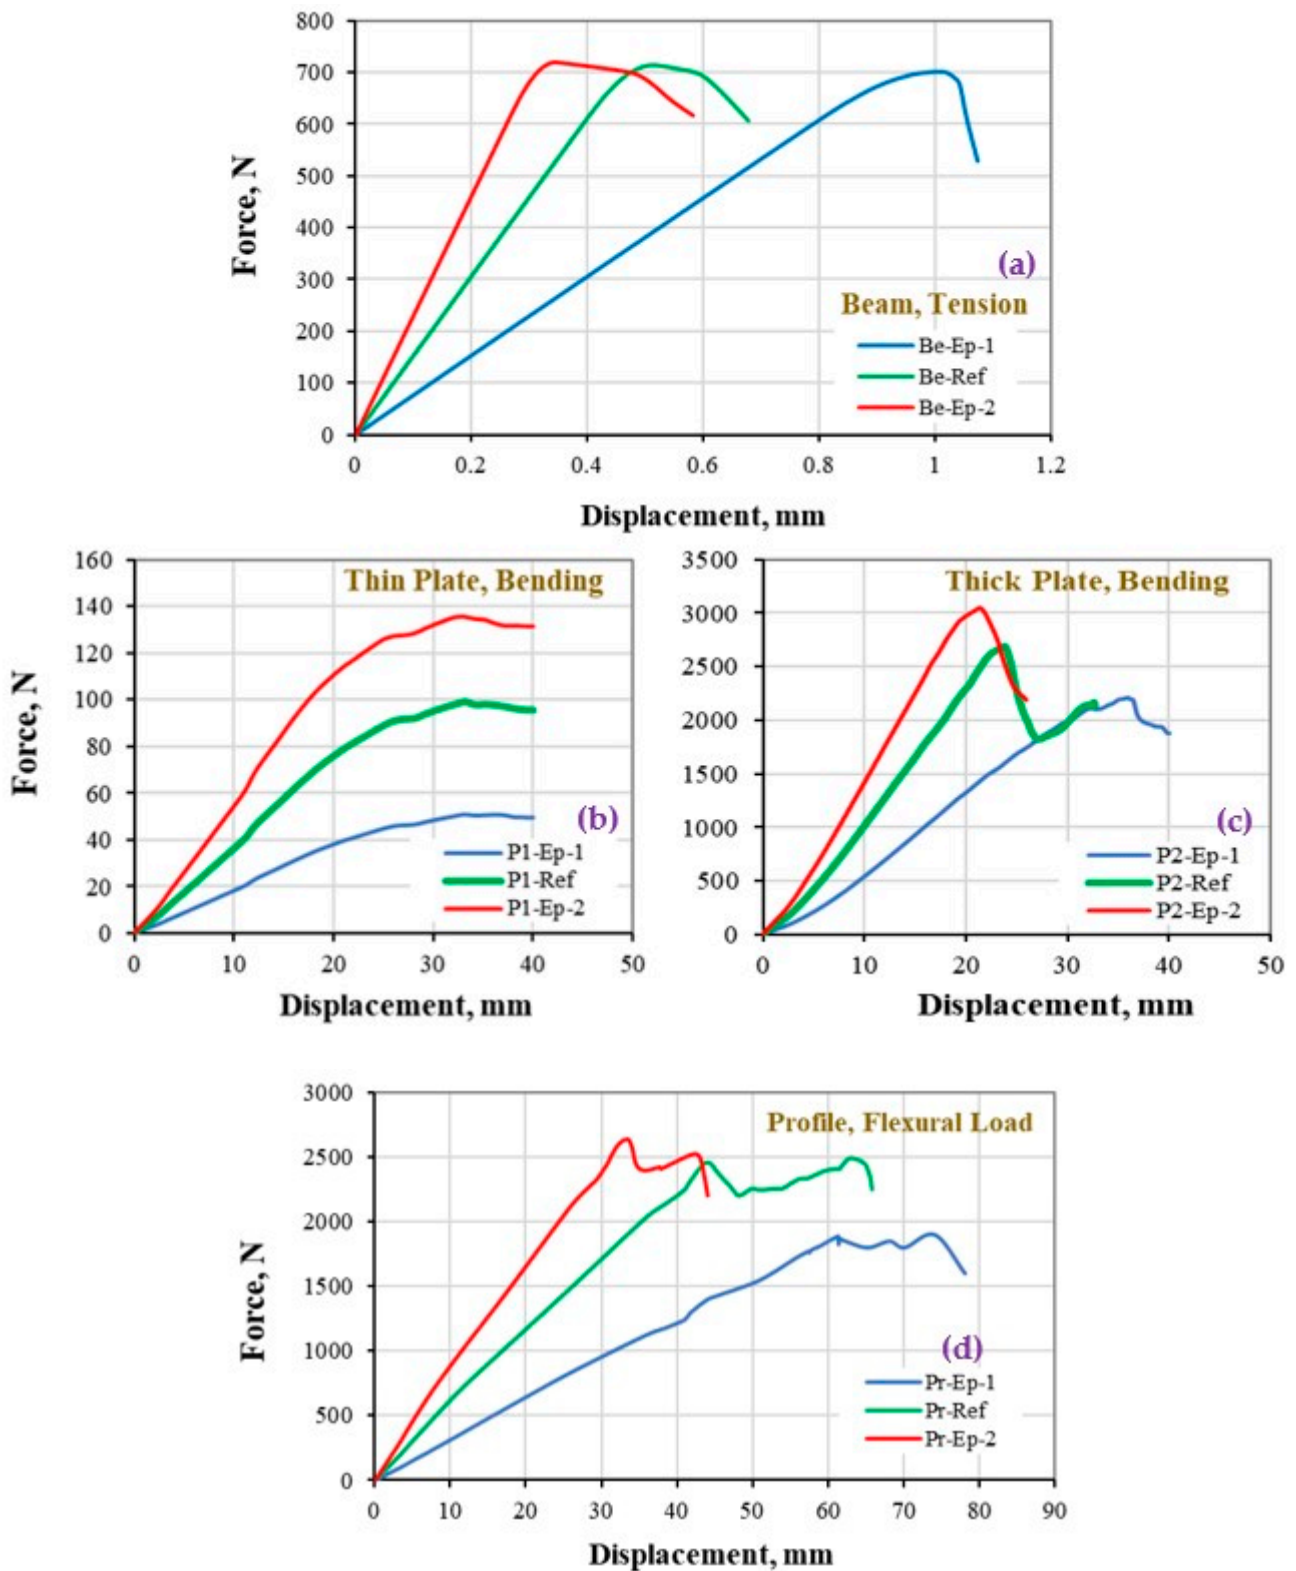 800
700
600
500
400
300
200
100
0
Force, N
(a)
Beam, Tension
Be-Ep-1
Be-Ref
Be-Ep-2
0 0.2 0.4 0.6 0.8 1 1.2
Displacement, mm
160
140
120
100
80
60
40
20
0
Force, N
Thin Plate, Bending
(b)
P1-Ep-1
P1-Ref
P1-Ep-2
0 10 20 30 40 50
Displacement, mm
3500
3000
2500
2000
1500
1000
500
0
Thick Plate, Bending
(c)
P2-Ep-1
P2-Ref
P2-Ep-2
0 10 20 30 40 50
Displacement, mm
3000
2500
2000
1500
1000
500
0
Force, N
Profile, Flexural Load
(d)
Pr-Ep-1
Pr-Ref
Pr-Ep-2
0 10 20 30 40 50 60 70 80 90
Displacement, mm